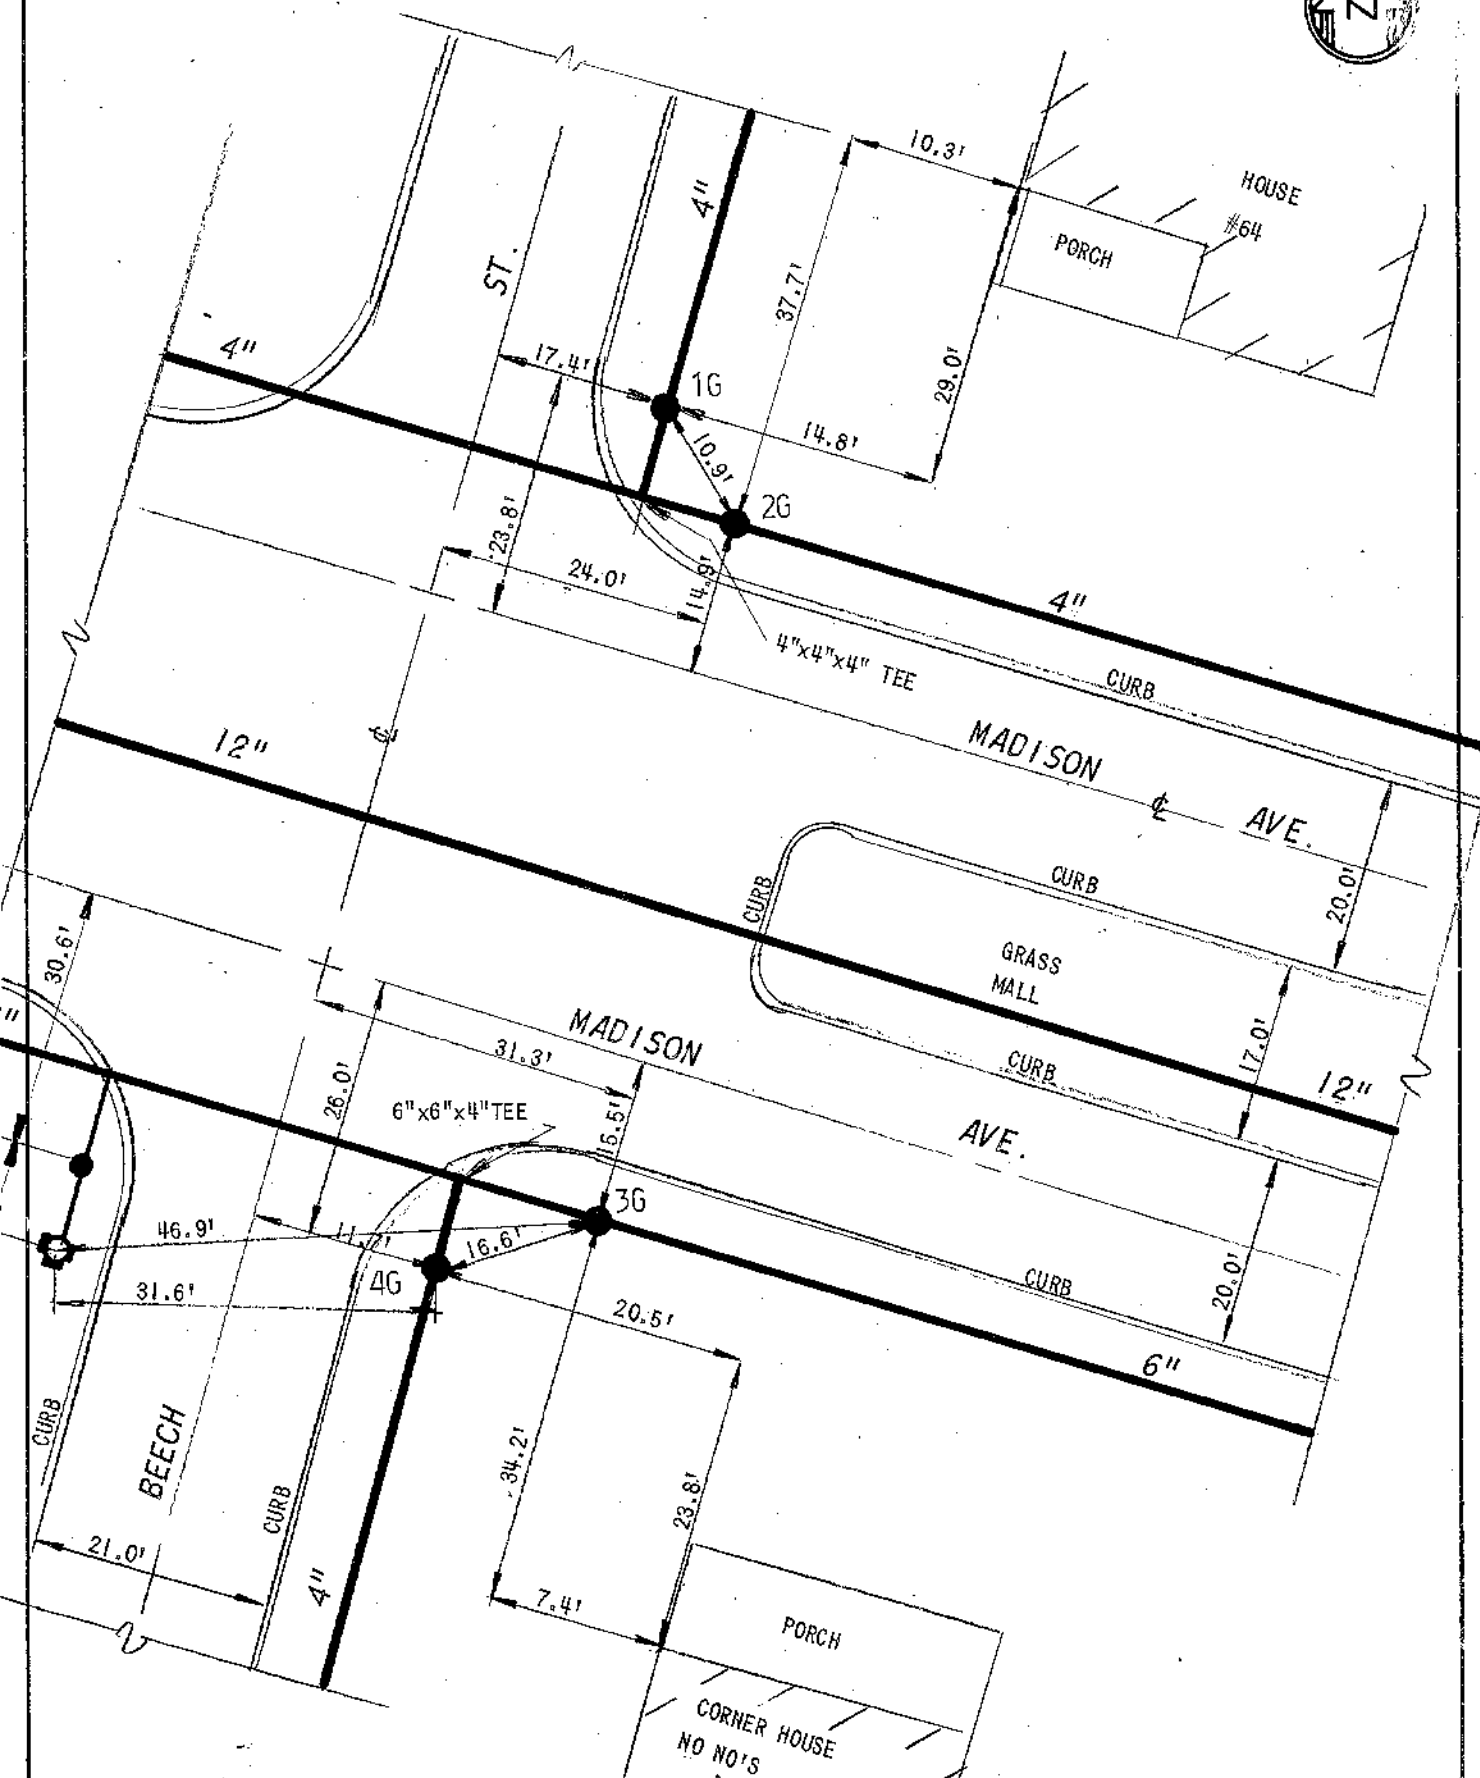 Z
10.3'
HOUSE
#64
PORCH
4"
ST.
37.7'
4"
17.4'
1G
29.0'
14.8'
10.9'
2G
23.8'
24.0'
14.9'
4"
4"x4"x4" TEE
CURB
MADISON
℄
AVE.
12"
℄
CURB
CURB
20.0'
GRASS
MALL
30.6'
MADISON
31.3'
CURB
17.0'
12"
"
26.0'
6"x6"x4"TEE
16.5'
AVE.
3G
46.9'
16.6'
4G
31.6'
20.5'
CURB
20.0'
6"
CURB
BEECH
CURB
34.2'
23.8'
21.0'
4"
7.4'
PORCH
CORNER HOUSE
NO NO'S